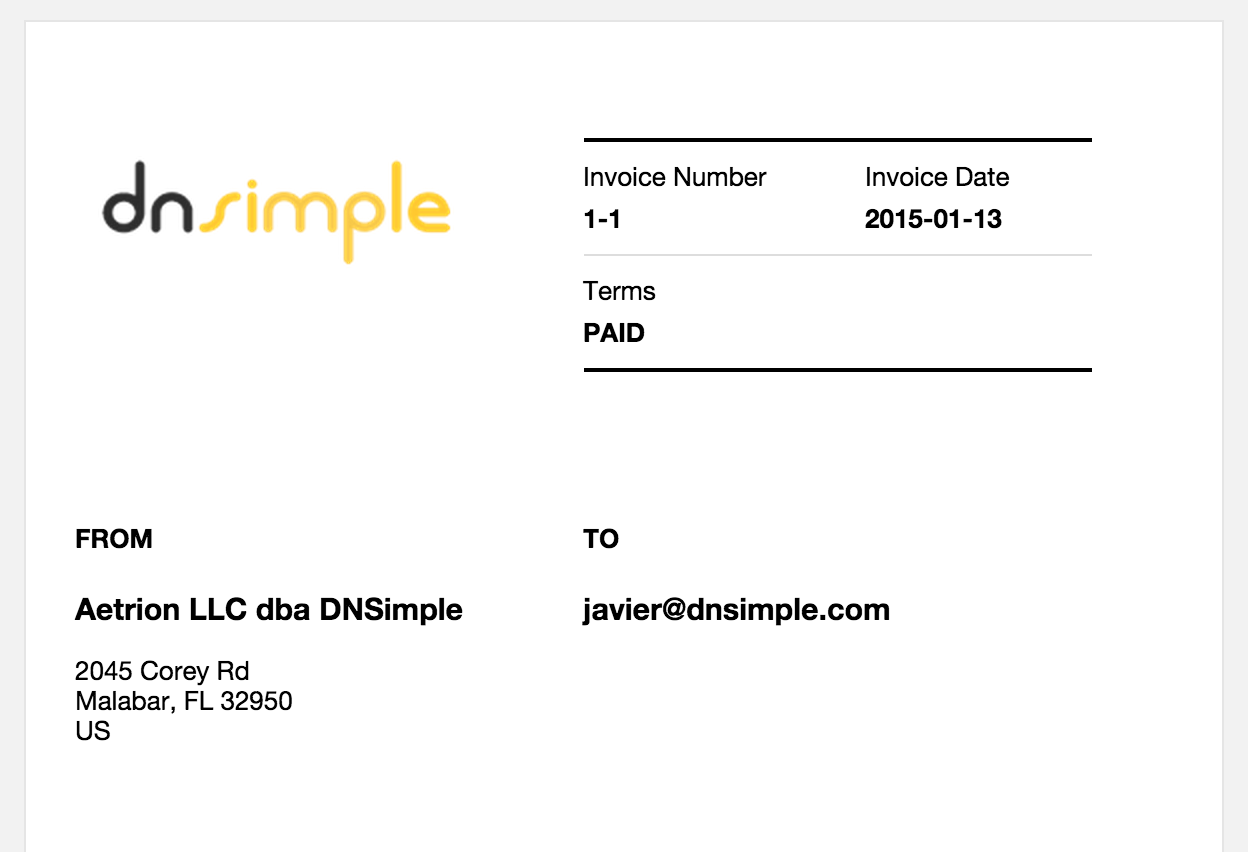 dnsimple
Invoice Number Invoice Date
1-1 2015-01-13
Terms
PAID
FROM
Aetrion LLC dba DNSimple
2045 Corey Rd
Malabar, FL 32950
US
TO
javier@dnsimple.com